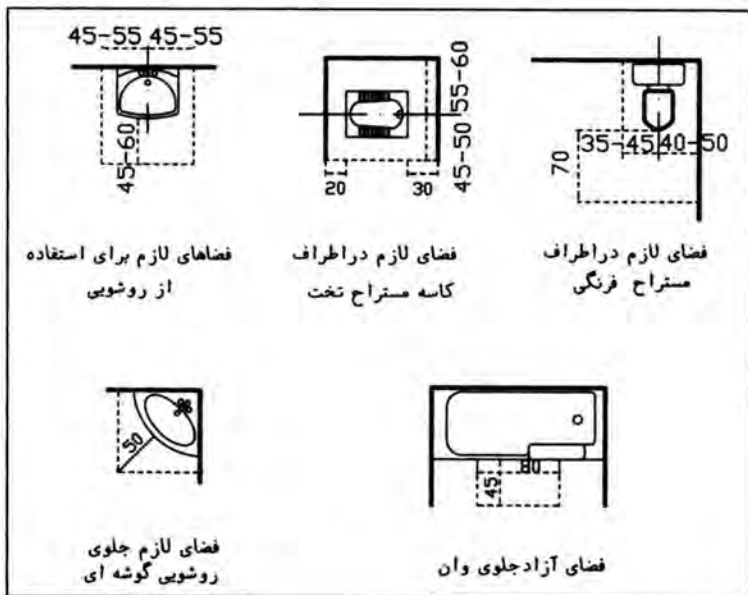 45-55 45-55
45-60
فضاهای لازم برای استفاده
از روشویی
55-60
45-50
20
30
فضای لازم دراطراف
کاسه مستراح تخت
35-45
40-50
70
فضای لازم دراطراف
مستراح فرنگی
50
فضای لازم جلوی
روشویی گوشه ای
80
45
فضای آزادجلوی وان